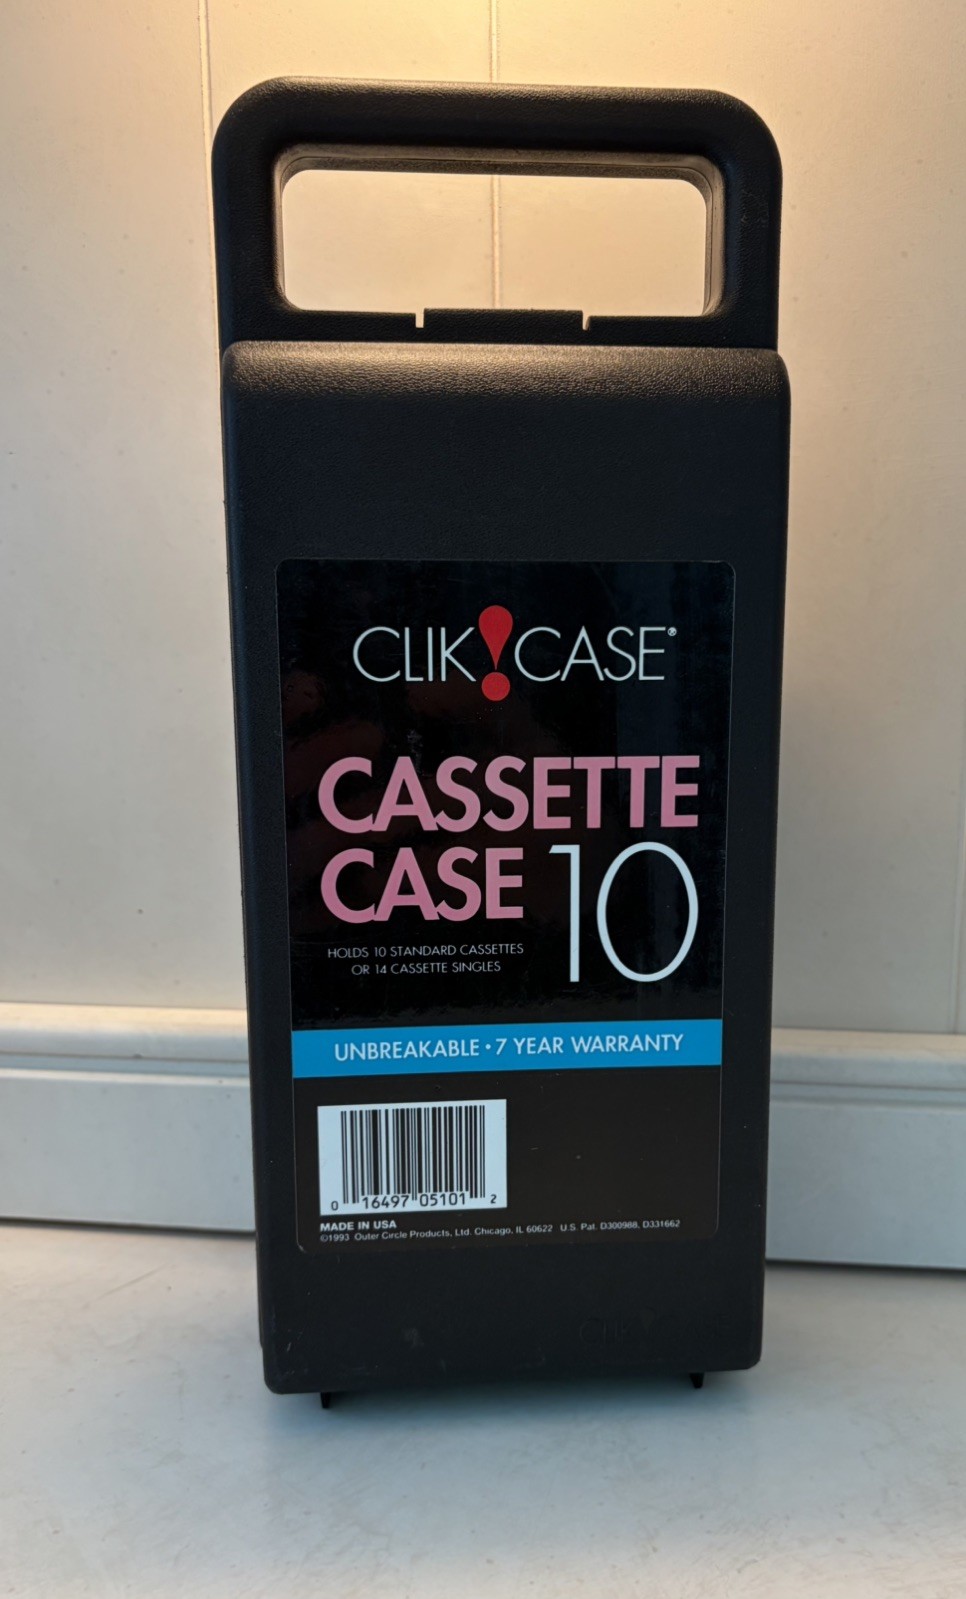 CLIK!CASE®
CASSETTE
CASE 10
HOLDS 10 STANDARD CASSETTES
OR 14 CASSETTE SINGLES
UNBREAKABLE • 7 YEAR WARRANTY
0 16497 05101 2
MADE IN USA
©1993 Outer Circle Products, Ltd. Chicago, IL 60622 U.S. Pat. D300988, D331662